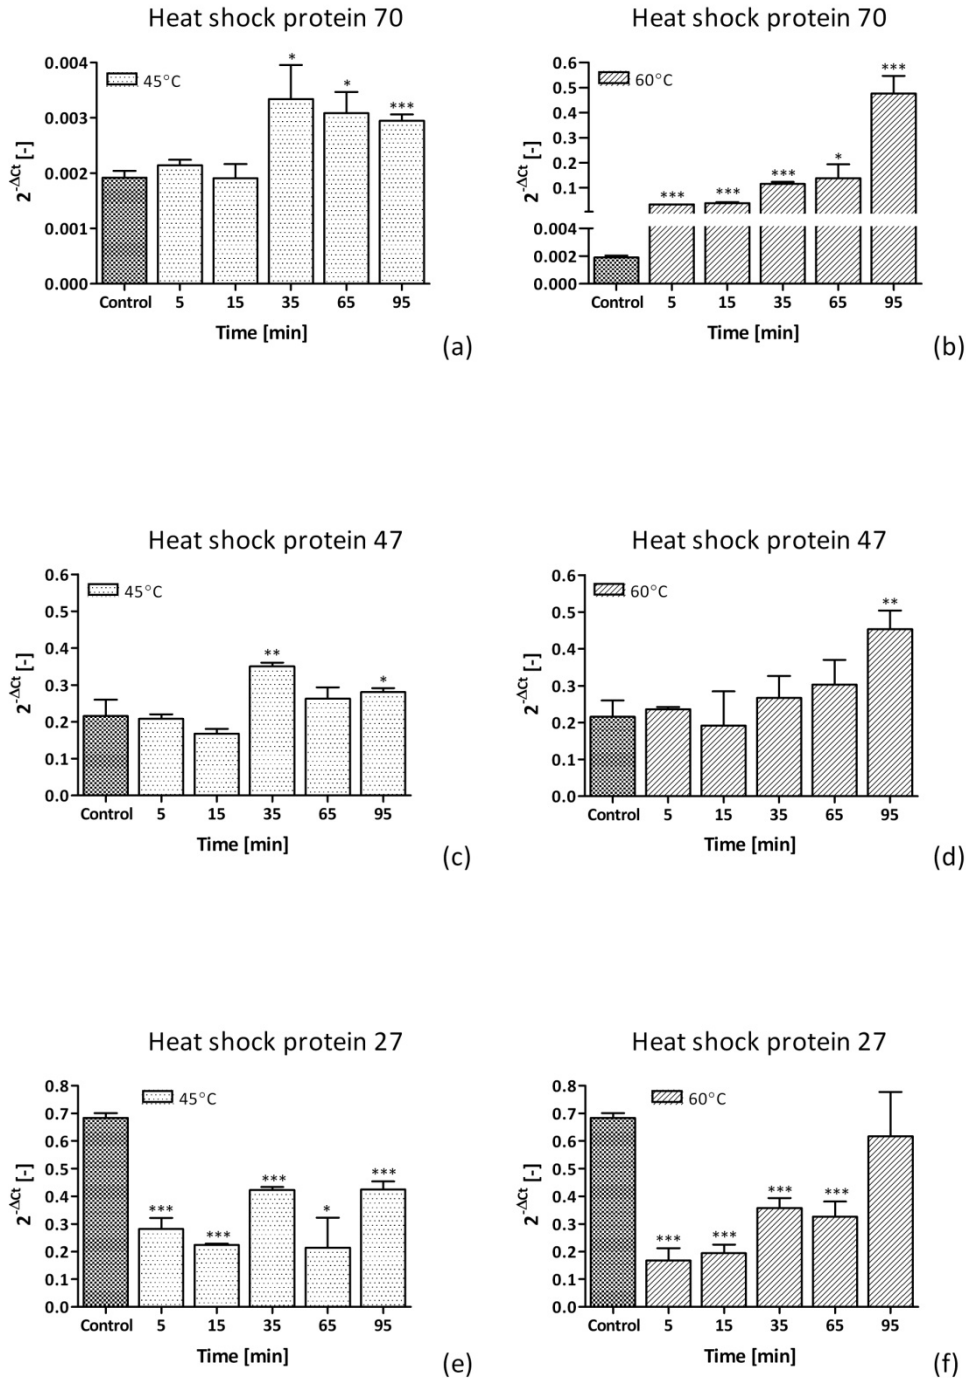 Heat shock protein 70
45°C
2^-ΔCt [-]
0.004
0.003
0.002
0.001
0.000
*
*
***
Control 5 15 35 65 95
Time [min]
(a)
Heat shock protein 70
60°C
2^-ΔCt [-]
0.6
0.5
0.4
0.3
0.2
0.1
0.004
0.002
0.000
***
***
***
*
***
Control 5 15 35 65 95
Time [min]
(b)
Heat shock protein 47
45°C
2^-ΔCt [-]
0.6
0.5
0.4
0.3
0.2
0.1
0.0
**
*
Control 5 15 35 65 95
Time [min]
(c)
Heat shock protein 47
60°C
2^-ΔCt [-]
0.6
0.5
0.4
0.3
0.2
0.1
0.0
**
Control 5 15 35 65 95
Time [min]
(d)
Heat shock protein 27
45°C
2^-ΔCt [-]
0.8
0.7
0.6
0.5
0.4
0.3
0.2
0.1
0.0
***
***
***
*
***
Control 5 15 35 65 95
Time [min]
(e)
Heat shock protein 27
60°C
2^-ΔCt [-]
0.8
0.7
0.6
0.5
0.4
0.3
0.2
0.1
0.0
***
***
***
***
Control 5 15 35 65 95
Time [min]
(f)